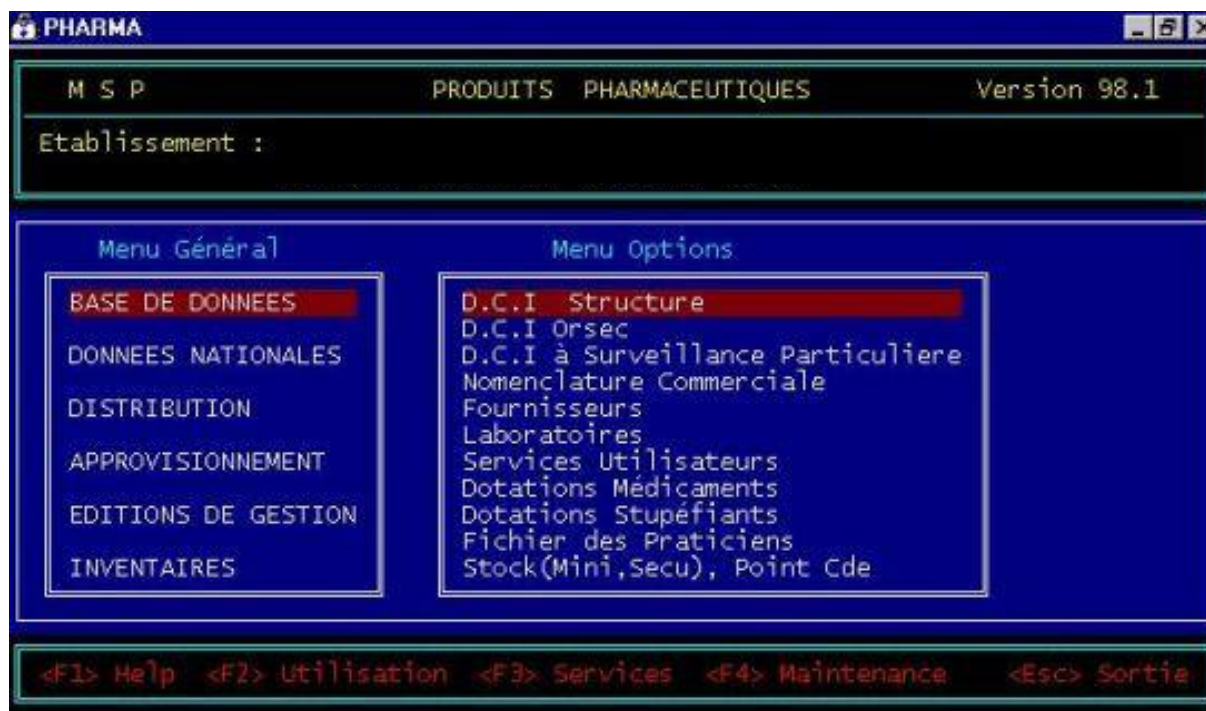 PHARMA
M S P PRODUITS PHARMACEUTIQUES Version 98.1
Etablissement :
Menu Général
BASE DE DONNEES
DONNEES NATIONALES
DISTRIBUTION
APPROVISIONNEMENT
EDITIONS DE GESTION
INVENTAIRES
Menu Options
D.C.I Structure
D.C.I Orsec
D.C.I à Surveillance Particuliere
Nomenclature Commerciale
Fournisseurs
Laboratoires
Services Utilisateurs
Dotations Médicaments
Dotations Stupéfiants
Fichier des Praticiens
Stock(Mini,Secu), Point Cde
<F1> Help <F2> Utilisation <F3> Services <F4> Maintenance <Esc> Sortie